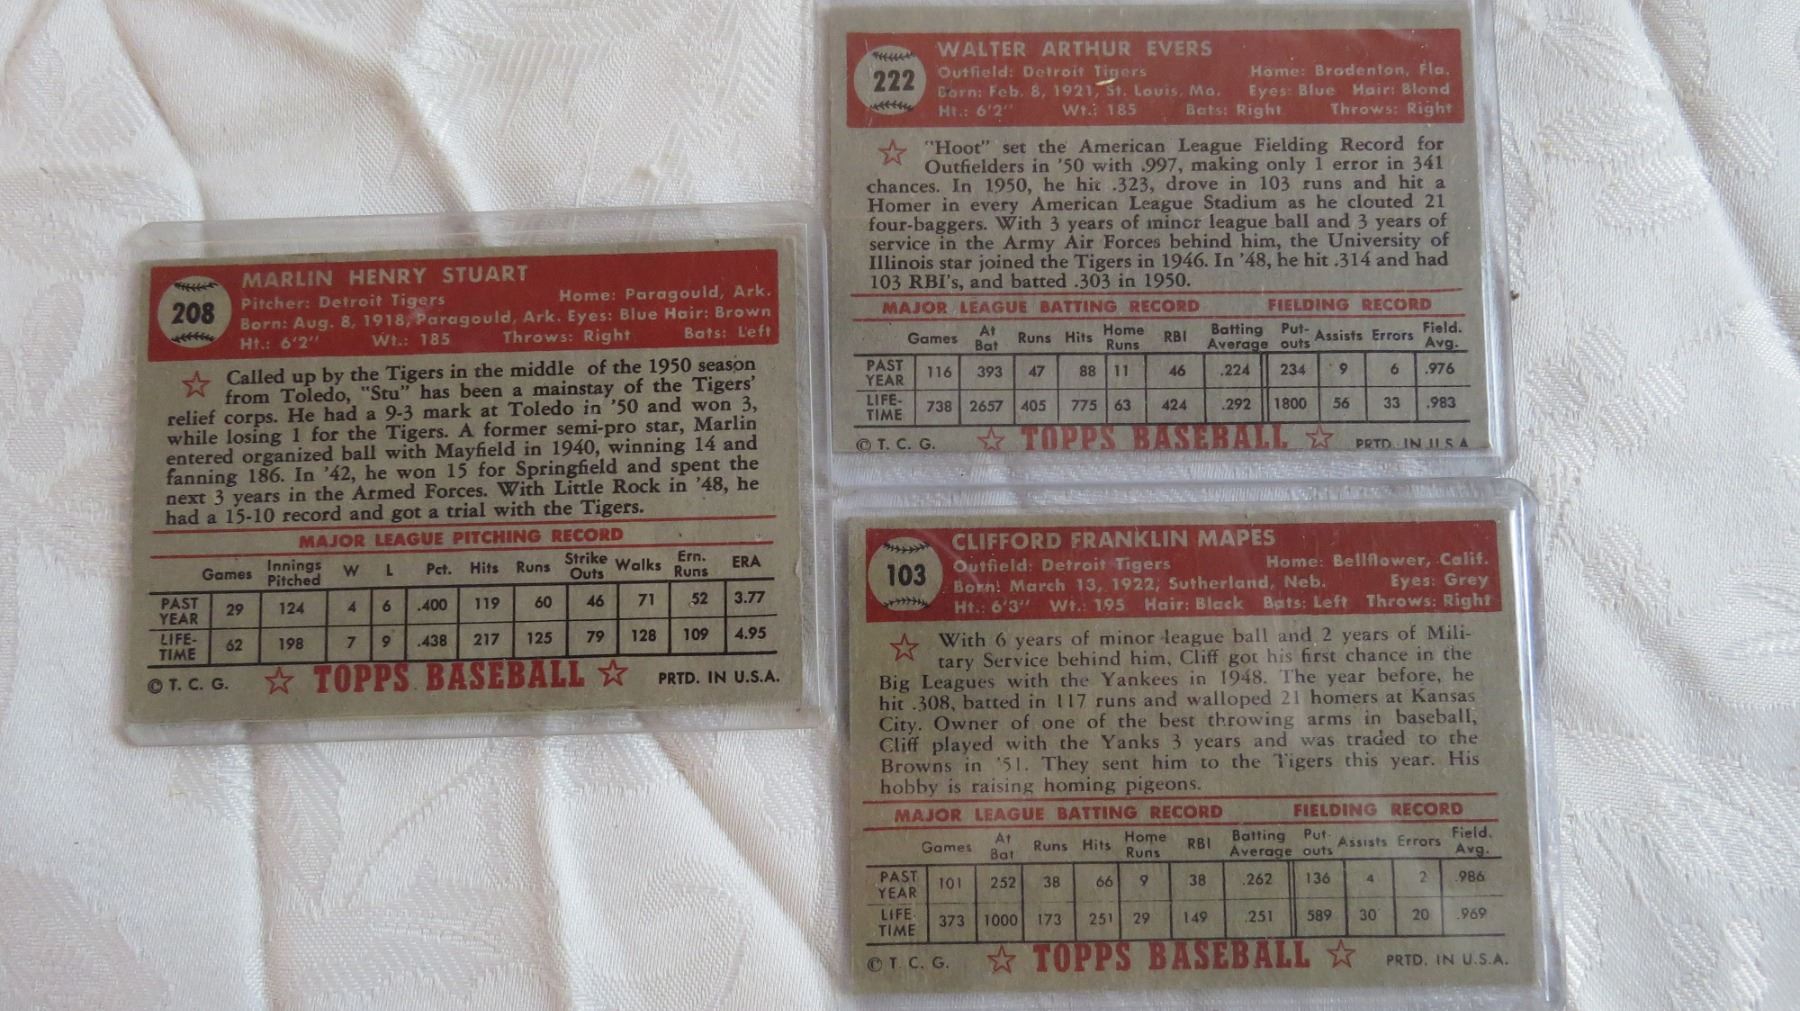 208
MARLIN HENRY STUART
Pitcher: Detroit Tigers Home: Paragould, Ark.
Born: Aug. 8, 1918, Paragould, Ark. Eyes: Blue Hair: Brown
Ht.: 6'2" Wt.: 185 Throws: Right Bats: Left
Called up by the Tigers in the middle of the 1950 season
from Toledo, "Stu" has been a mainstay of the Tigers'
relief corps. He had a 9-3 mark at Toledo in '50 and won 3,
while losing 1 for the Tigers. A former semi-pro star, Marlin
entered organized ball with Mayfield in 1940, winning 14 and
fanning 186. In '42, he won 15 for Springfield and spent the
next 3 years in the Armed Forces. With Little Rock in '48, he
had a 15-10 record and got a trial with the Tigers.
MAJOR LEAGUE PITCHING RECORD
Games Innings Pitched W L Pct. Hits Runs Strike Outs Walks Ern. Runs ERA
PAST YEAR 29 124 4 6 .400 119 60 46 71 52 3.77
LIFE-TIME 62 198 7 9 .438 217 125 79 128 109 4.95
© T. C. G. TOPPS BASEBALL PRTD. IN U.S.A.
222
WALTER ARTHUR EVERS
Outfield: Detroit Tigers Home: Bradenton, Fla.
Born: Feb. 8, 1921, St. Louis, Mo. Eyes: Blue Hair: Blond
Ht.: 6'2" Wt.: 185 Bats: Right Throws: Right
"Hoot" set the American League Fielding Record for
Outfielders in '50 with .997, making only 1 error in 341
chances. In 1950, he hit .323, drove in 103 runs and hit a
Homer in every American League Stadium as he clouted 21
four-baggers. With 3 years of minor league ball and 3 years of
service in the Army Air Forces behind him, the University of
Illinois star joined the Tigers in 1946. In '48, he hit .314 and had
103 RBI's, and batted .303 in 1950.
MAJOR LEAGUE BATTING RECORD FIELDING RECORD
Games At Bat Runs Hits Home Runs RBI Batting Average Put-outs Assists Errors Field. Avg.
PAST YEAR 116 393 47 88 11 46 .224 234 9 6 .976
LIFE-TIME 738 2657 405 775 63 424 .292 1800 56 33 .983
© T. C. G. TOPPS BASEBALL PRTD. IN U.S.A.
103
CLIFFORD FRANKLIN MAPES
Outfield: Detroit Tigers Home: Bellflower, Calif.
Born: March 13, 1922, Sutherland, Neb. Eyes: Grey
Ht.: 6'3" Wt.: 195 Hair: Black Bats: Left Throws: Right
With 6 years of minor league ball and 2 years of Mili-
tary Service behind him, Cliff got his first chance in the
Big Leagues with the Yankees in 1948. The year before, he
hit .308, batted in 117 runs and walloped 21 homers at Kansas
City. Owner of one of the best throwing arms in baseball,
Cliff played with the Yanks 3 years and was traded to the
Browns in '51. They sent him to the Tigers this year. His
hobby is raising homing pigeons.
MAJOR LEAGUE BATTING RECORD FIELDING RECORD
Games At Bat Runs Hits Home Runs RBI Batting Average Put-outs Assists Errors Field. Avg.
PAST YEAR 101 252 38 66 9 38 .262 136 4 2 .986
LIFE TIME 373 1000 173 251 29 149 .251 589 30 20 .969
© T. C. G. TOPPS BASEBALL PRTD. IN U.S.A.